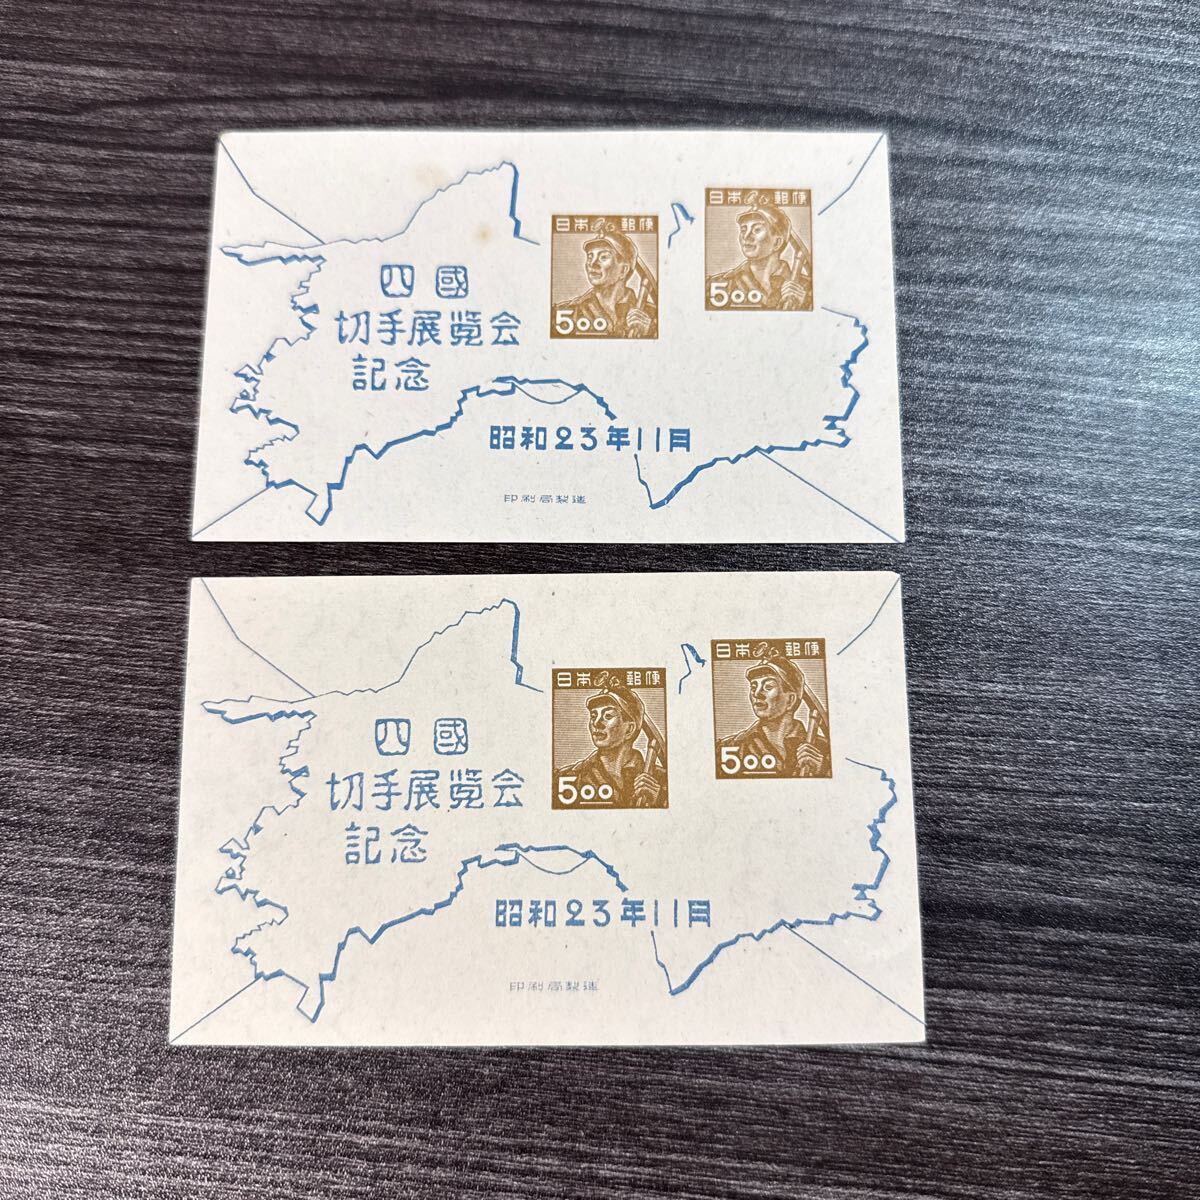 日本郵便
5.00
日本郵便
5.00
四國
切手展覧会
記念
昭和23年11月
印刷局製造
日本郵便
5.00
日本郵便
5.00
四國
切手展覧会
記念
昭和23年11月
印刷局製造